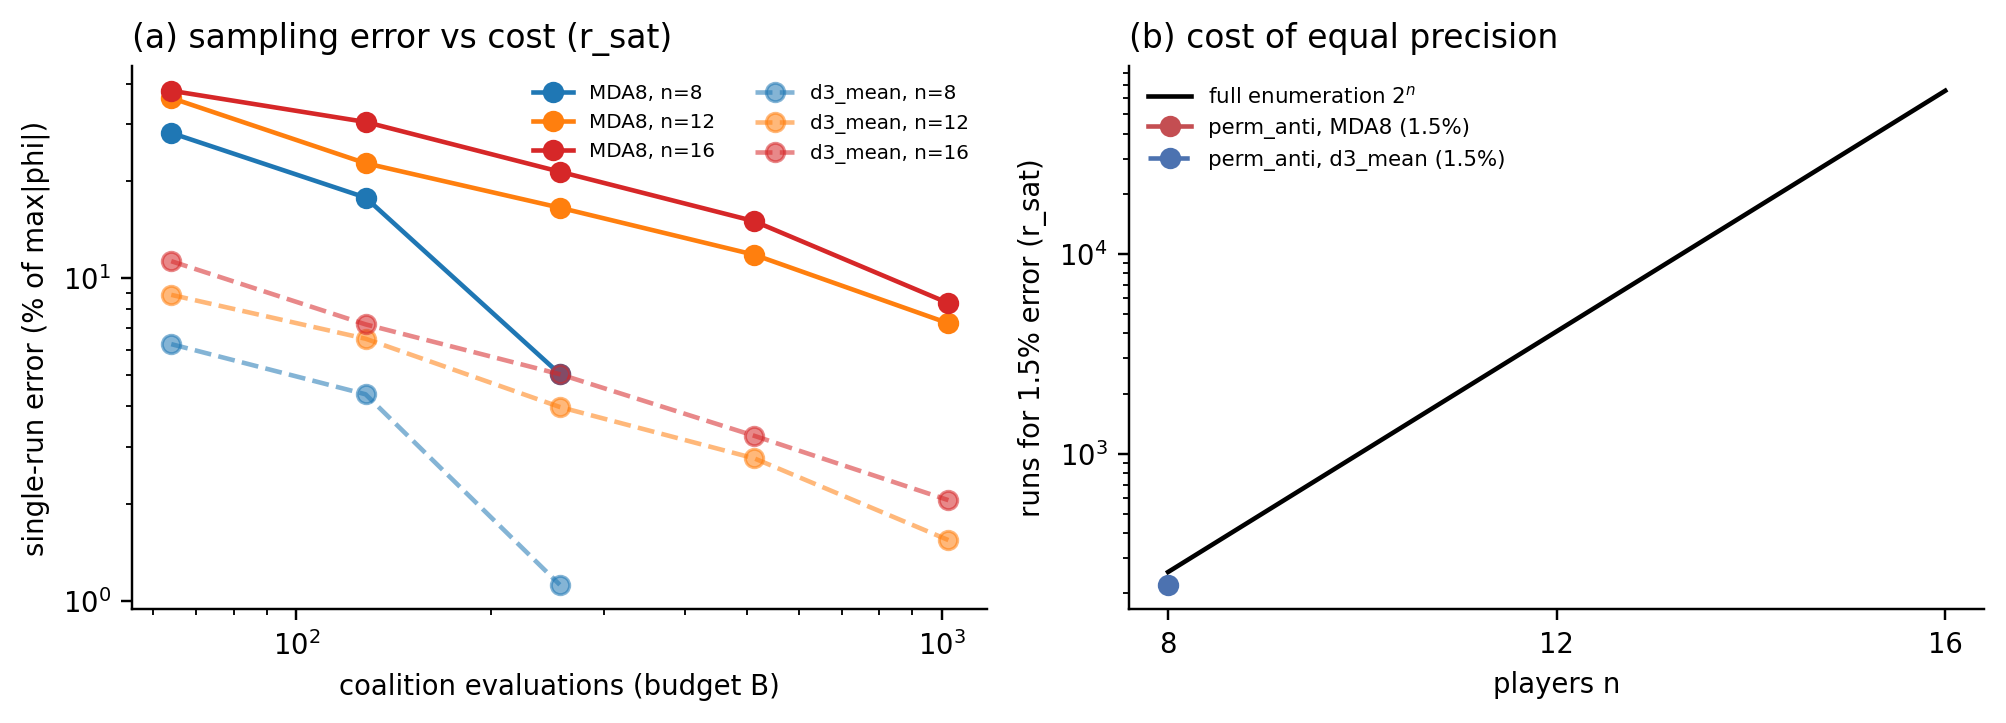 (a) sampling error vs cost (r_sat)
single-run error (% of max|phi|)
10¹
10⁰
MDA8, n=8
MDA8, n=12
MDA8, n=16
d3_mean, n=8
d3_mean, n=12
d3_mean, n=16
10²
10³
coalition evaluations (budget B)
(b) cost of equal precision
runs for 1.5% error (r_sat)
10⁴
10³
full enumeration 2ⁿ
perm_anti, MDA8 (1.5%)
perm_anti, d3_mean (1.5%)
8
12
16
players n